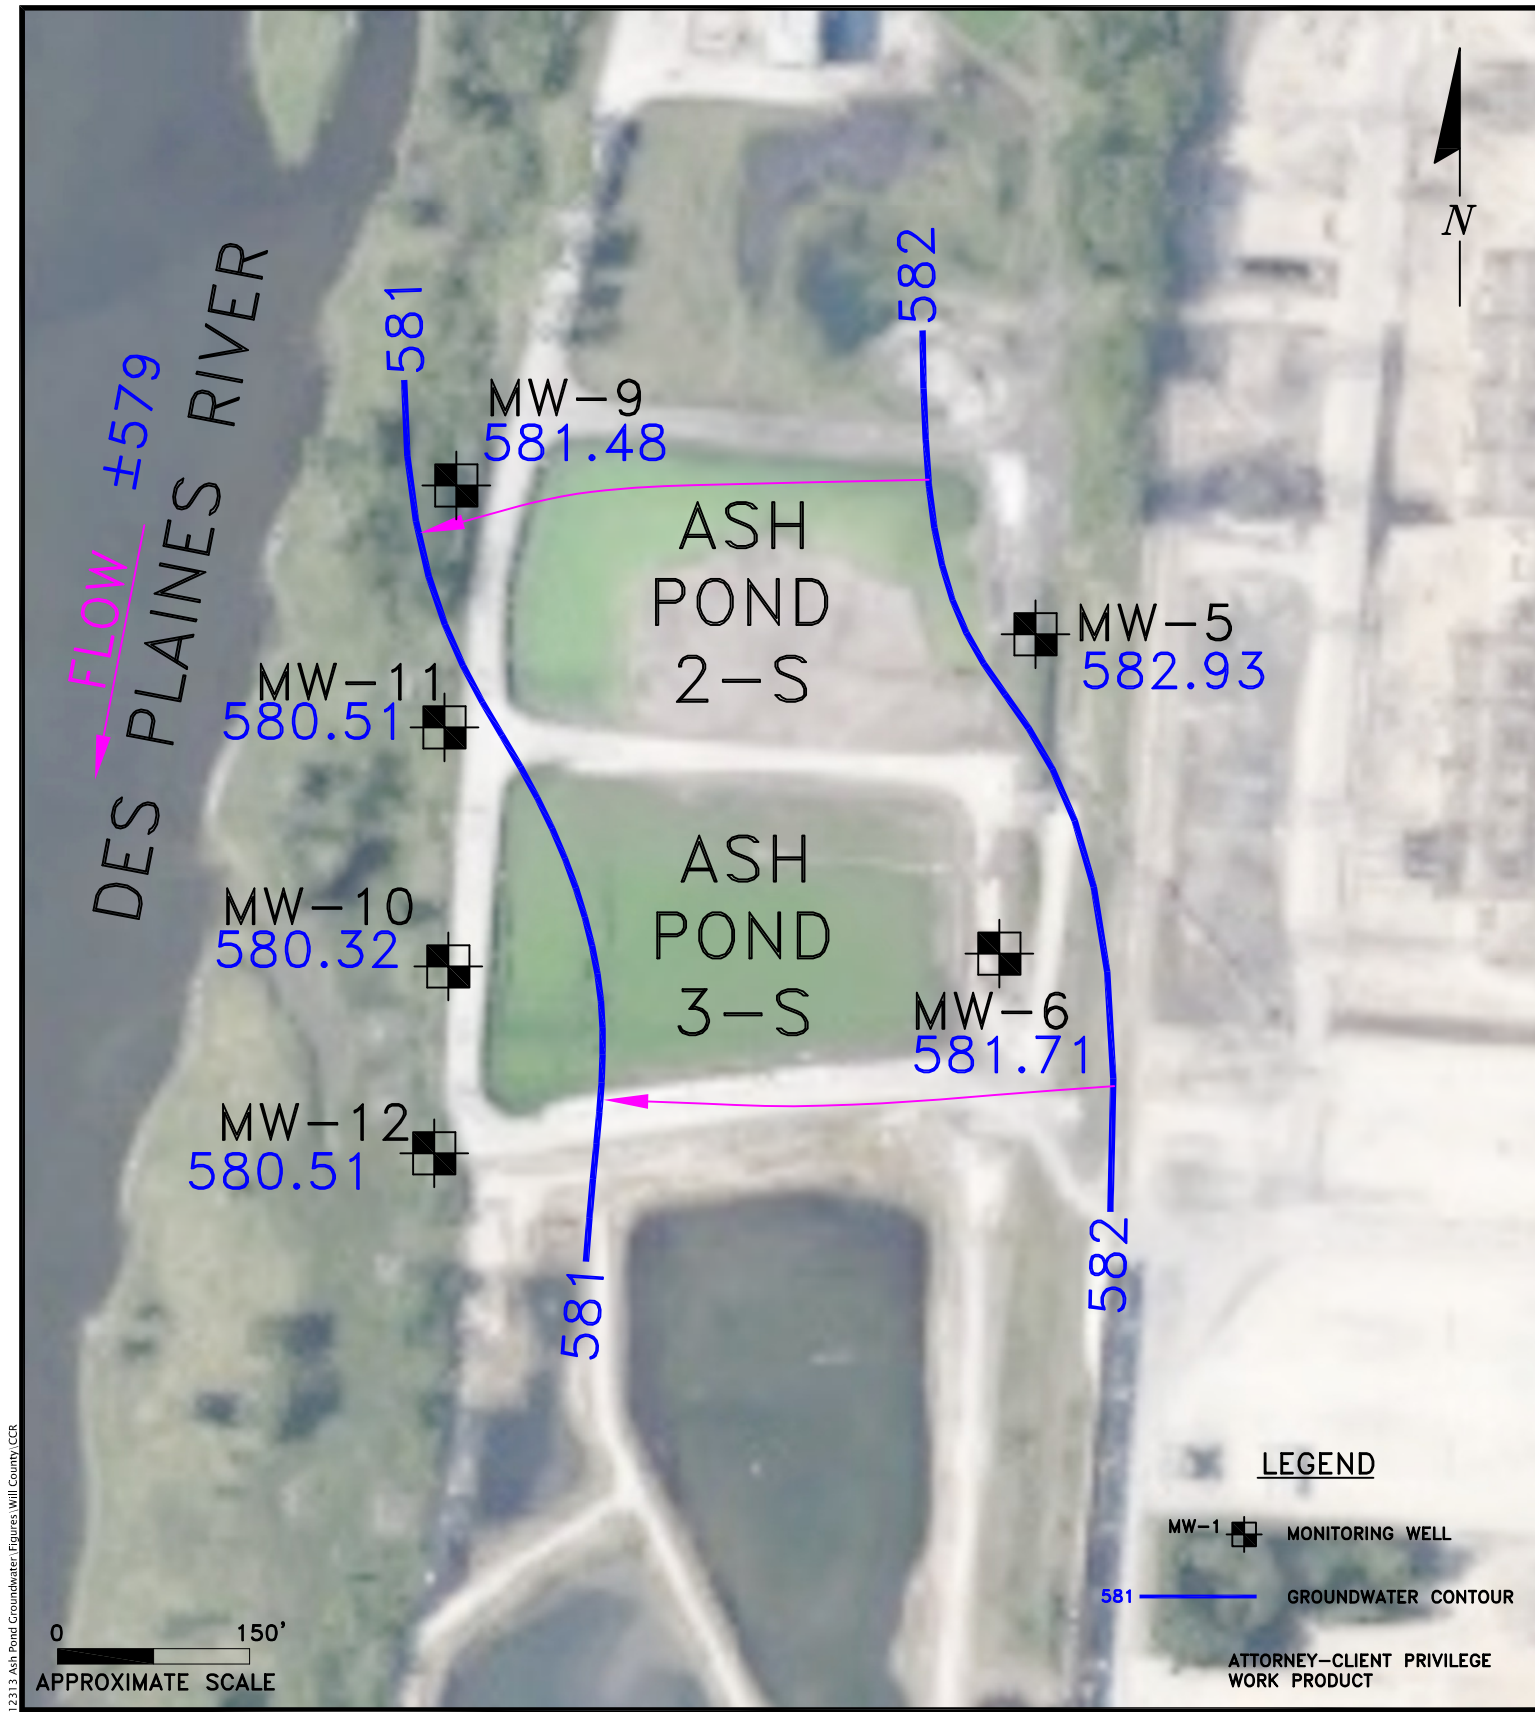 N
582
581
DES PLAINES RIVER
±579
FLOW
MW-9
581.48
ASH
POND
2-S
MW-5
582.93
MW-11
580.51
ASH
POND
3-S
MW-10
580.32
MW-6
581.71
MW-12
580.51
582
581
LEGEND
MW-1 MONITORING WELL
581 GROUNDWATER CONTOUR
0 150'
APPROXIMATE SCALE
ATTORNEY-CLIENT PRIVILEGE
WORK PRODUCT
12313 Ash Pond Groundwater\Figures\Will County\CCR